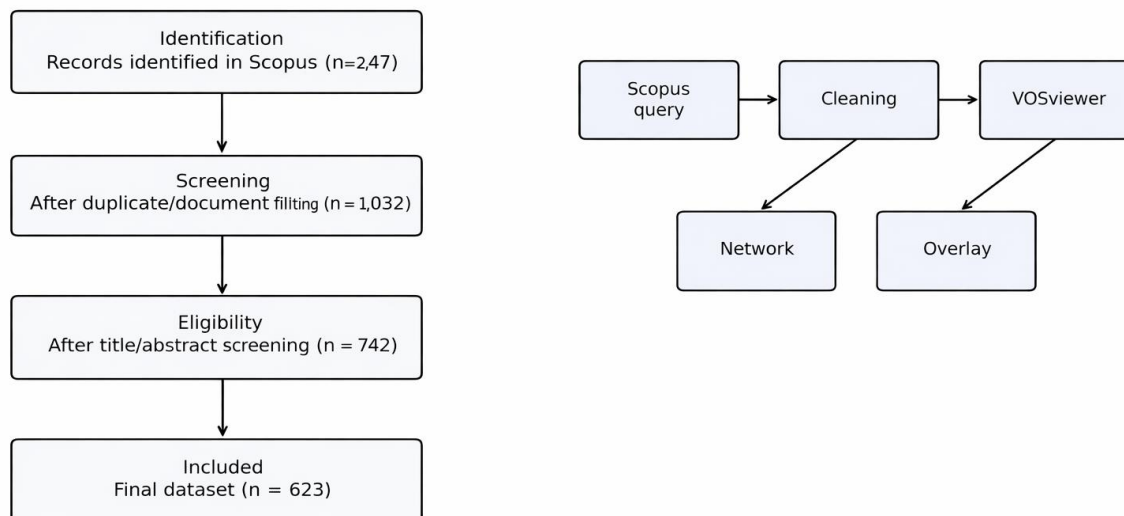 Identification
Records identified in Scopus (n=2,47)
Screening
After duplicate/document filiting (n = 1,032)
Eligibility
After title/abstract screening (n = 742)
Included
Final dataset (n = 623)
Scopus
query
Cleaning
VOSviewer
Network
Overlay